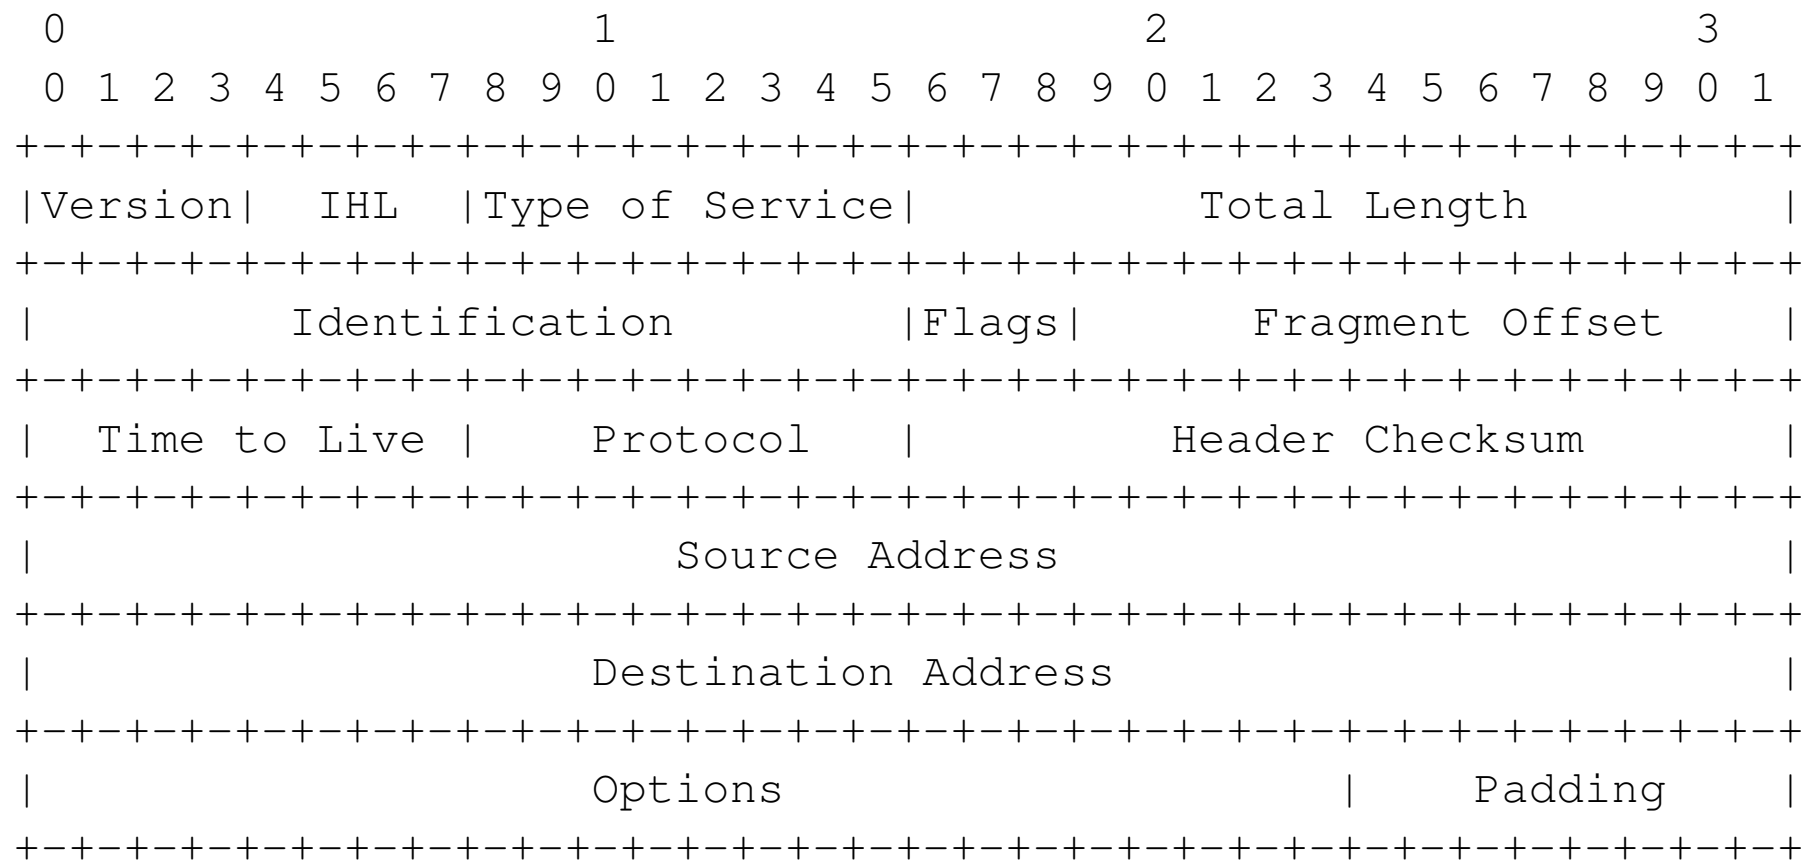 0                   1                   2                   3
 0 1 2 3 4 5 6 7 8 9 0 1 2 3 4 5 6 7 8 9 0 1 2 3 4 5 6 7 8 9 0 1
+-+-+-+-+-+-+-+-+-+-+-+-+-+-+-+-+-+-+-+-+-+-+-+-+-+-+-+-+-+-+-+-+
|Version|  IHL  |Type of Service|          Total Length         |
+-+-+-+-+-+-+-+-+-+-+-+-+-+-+-+-+-+-+-+-+-+-+-+-+-+-+-+-+-+-+-+-+
|         Identification        |Flags|      Fragment Offset    |
+-+-+-+-+-+-+-+-+-+-+-+-+-+-+-+-+-+-+-+-+-+-+-+-+-+-+-+-+-+-+-+-+
|  Time to Live |    Protocol   |         Header Checksum       |
+-+-+-+-+-+-+-+-+-+-+-+-+-+-+-+-+-+-+-+-+-+-+-+-+-+-+-+-+-+-+-+-+
|                       Source Address                          |
+-+-+-+-+-+-+-+-+-+-+-+-+-+-+-+-+-+-+-+-+-+-+-+-+-+-+-+-+-+-+-+-+
|                    Destination Address                        |
+-+-+-+-+-+-+-+-+-+-+-+-+-+-+-+-+-+-+-+-+-+-+-+-+-+-+-+-+-+-+-+-+
|                    Options                    |    Padding    |
+-+-+-+-+-+-+-+-+-+-+-+-+-+-+-+-+-+-+-+-+-+-+-+-+-+-+-+-+-+-+-+-+